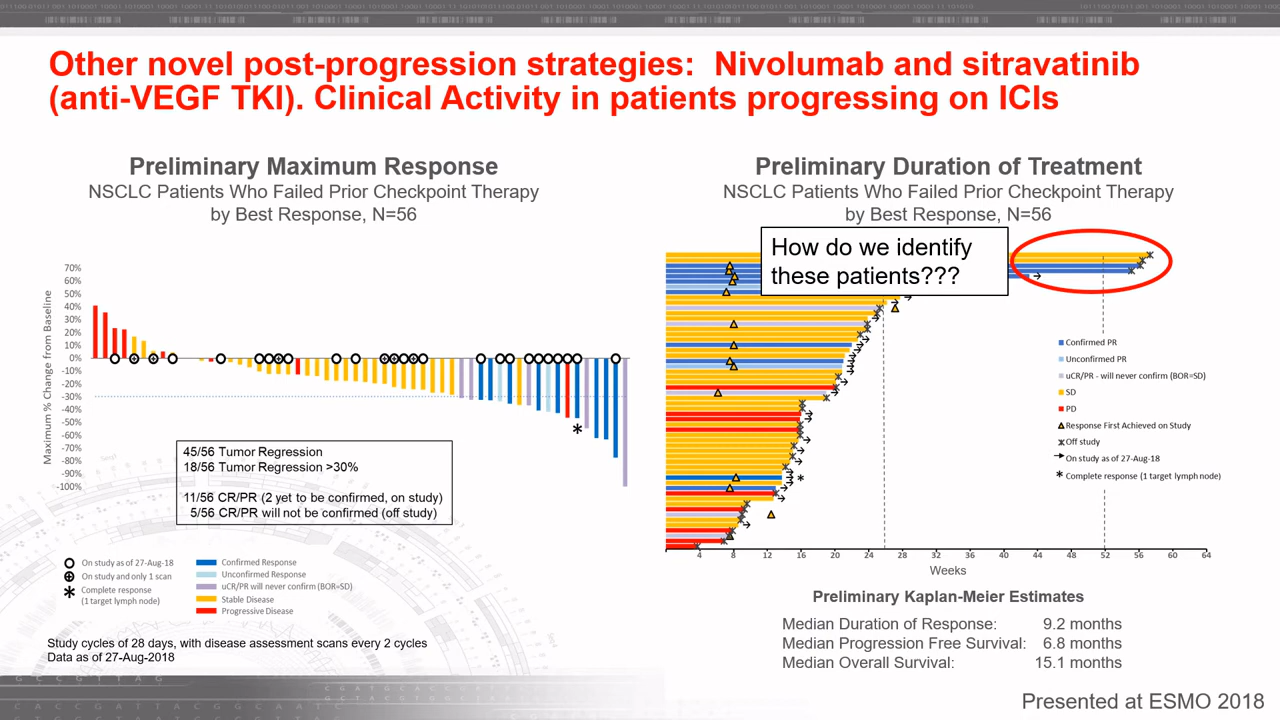 Other novel post-progression strategies:  Nivolumab and sitravatinib
(anti-VEGF TKI). Clinical Activity in patients progressing on ICIs
Preliminary Maximum Response
NSCLC Patients Who Failed Prior Checkpoint Therapy
by Best Response, N=56
Maximum % Change from Baseline
70%
60%
50%
40%
30%
20%
10%
0%
-10%
-20%
-30%
-40%
-50%
-60%
-70%
-80%
-90%
-100%
*
45/56 Tumor Regression
18/56 Tumor Regression >30%
11/56 CR/PR (2 yet to be confirmed, on study)
5/56 CR/PR will not be confirmed (off study)
On study as of 27-Aug-18
On study and only 1 scan
* Complete response
(1 target lymph node)
Confirmed Response
Unconfirmed Response
uCR/PR will never confirm (BOR=SD)
Stable Disease
Progressive Disease
Study cycles of 28 days, with disease assessment scans every 2 cycles
Data as of 27-Aug-2018
Preliminary Duration of Treatment
NSCLC Patients Who Failed Prior Checkpoint Therapy
by Best Response, N=56
How do we identify
these patients???
Confirmed PR
Unconfirmed PR
uCR/PR - will never confirm (BOR=SD)
SD
PD
Response First Achieved on Study
Off study
On study as of 27-Aug-18
* Complete response (1 target lymph node)
*
4 8 12 16 20 24 28 32 36 40 44 48 52 56 60 64
Weeks
Preliminary Kaplan-Meier Estimates
Median Duration of Response: 9.2 months
Median Progression Free Survival: 6.8 months
Median Overall Survival: 15.1 months
Presented at ESMO 2018